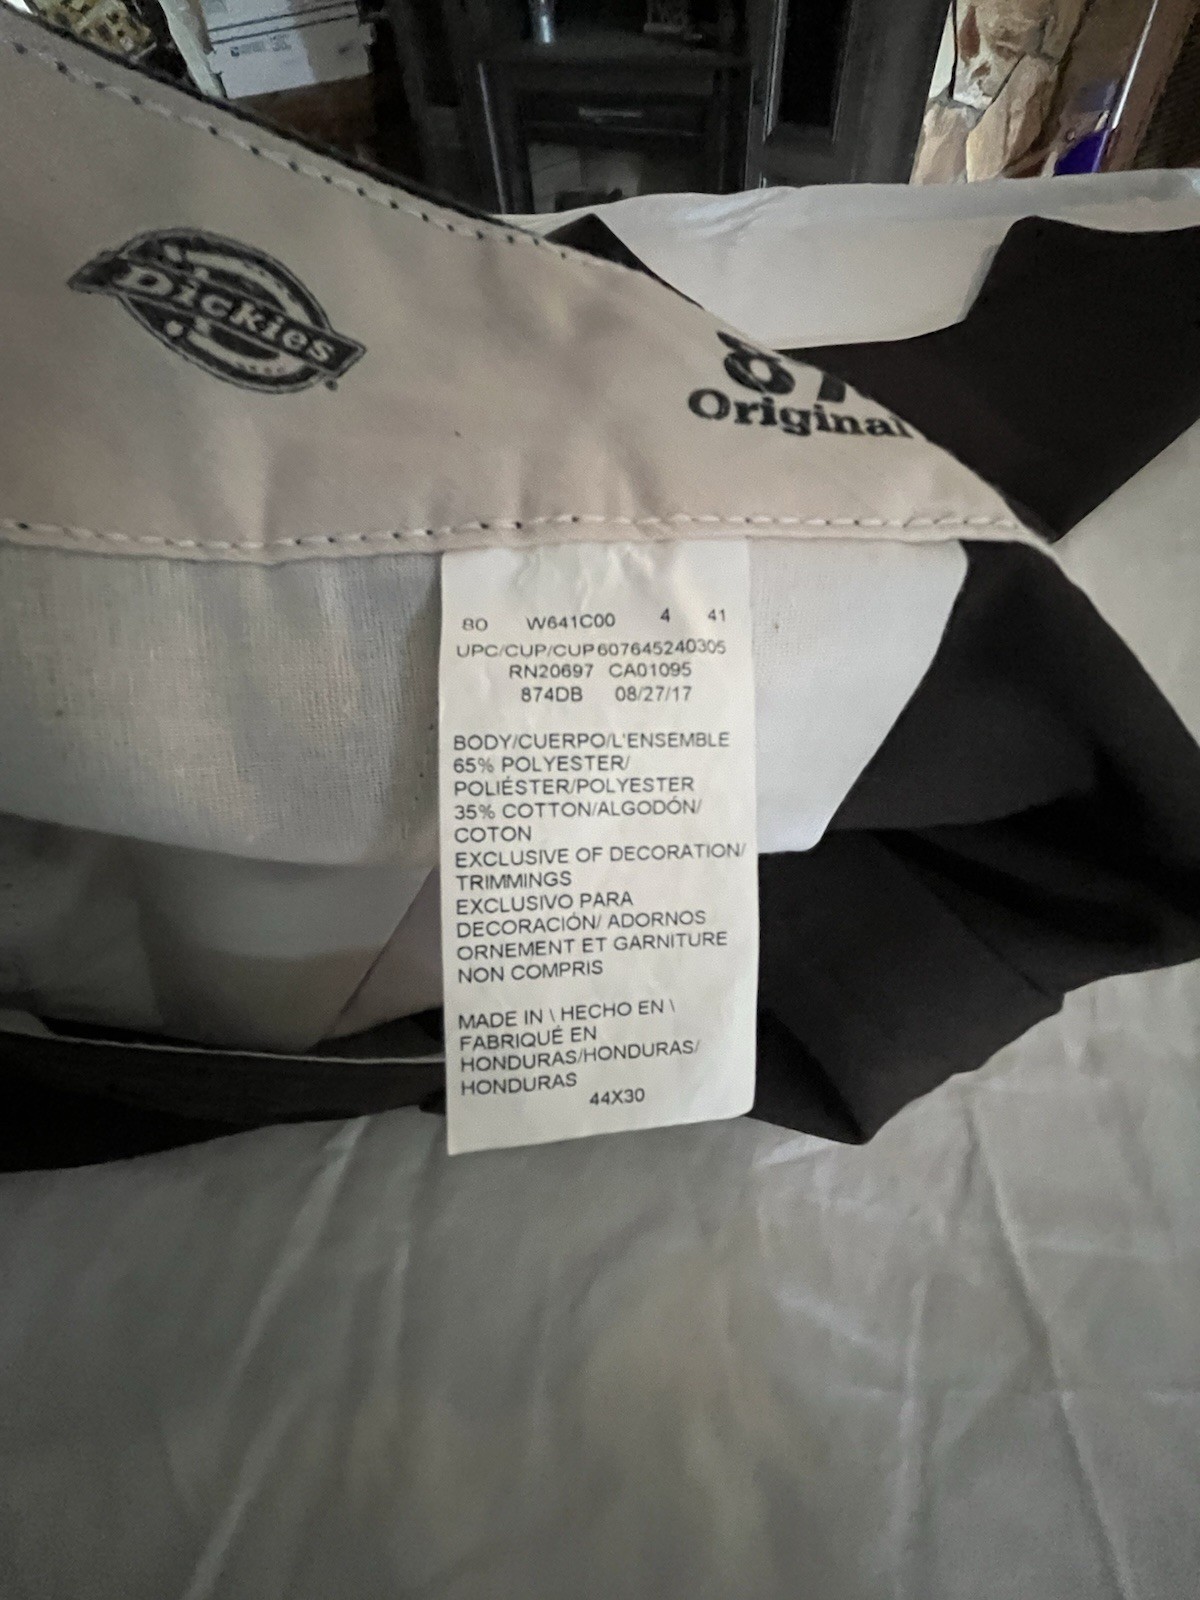 Dickies
Original
80 W641C00 4 41
UPC/CUP/CUP607645240305
RN20697 CA01095
874DB 08/27/17
BODY/CUERPO/L'ENSEMBLE
65% POLYESTER/
POLIÉSTER/POLYESTER
35% COTTON/ALGODÓN/
COTON
EXCLUSIVE OF DECORATION/
TRIMMINGS
EXCLUSIVO PARA
DECORACIÓN/ ADORNOS
ORNEMENT ET GARNITURE
NON COMPRIS
MADE IN \ HECHO EN \
FABRIQUÉ EN
HONDURAS/HONDURAS/
HONDURAS
44X30